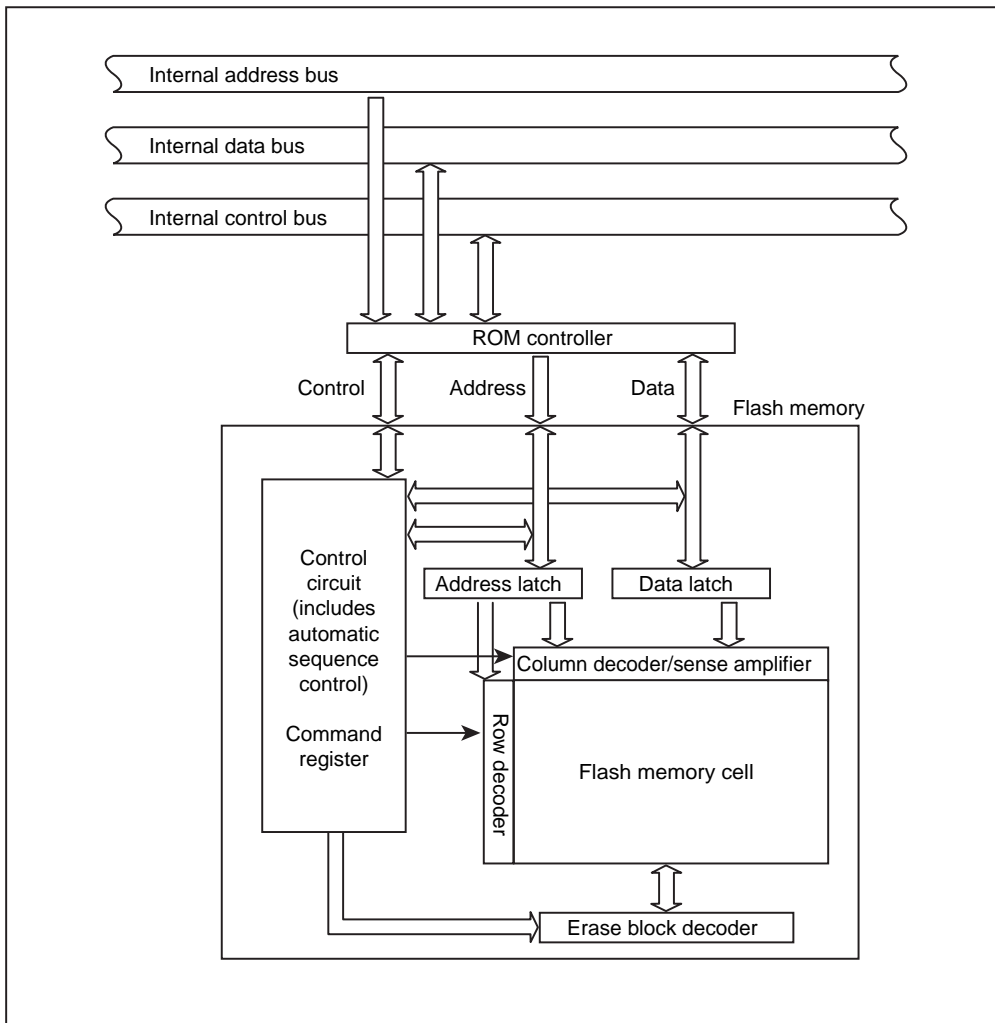 Internal address bus
Internal data bus
Internal control bus
ROM controller
Control
Address
Data
Flash memory
Control
circuit
(includes
automatic
sequence
control)
Command
register
Address latch
Data latch
Column decoder/sense amplifier
Row decoder
Flash memory cell
Erase block decoder